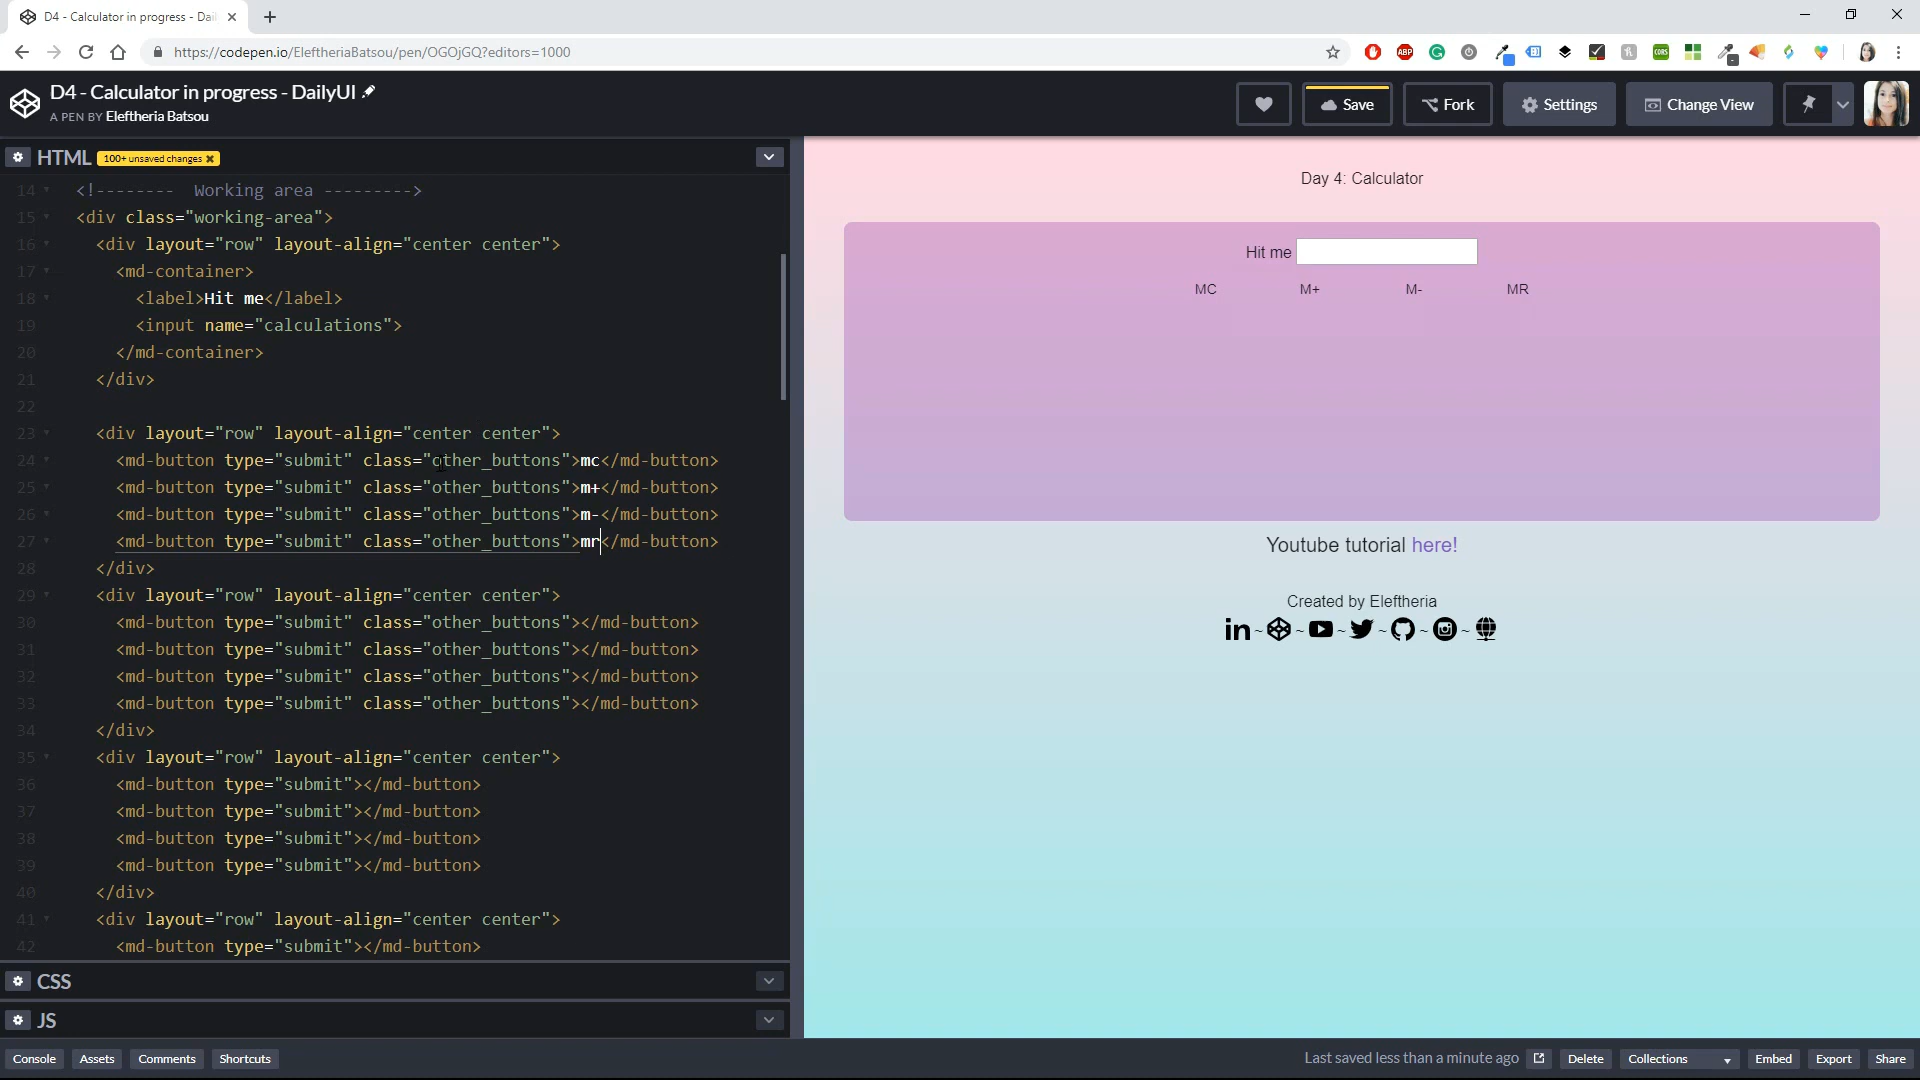 D4 - Calculator in progress - Dai
https://codepen.io/EleftheriaBatsou/pen/OGOjGQ?editors=1000
D4 - Calculator in progress - DailyUI
A PEN BY Eleftheria Batsou
Save
Fork
Settings
Change View
HTML
100+ unsaved changes
14 <!-------- Working area --------->
15 <div class="working-area">
16 <div layout="row" layout-align="center center">
17 <md-container>
18 <label>Hit me</label>
19 <input name="calculations">
20 </md-container>
21 </div>
22
23 <div layout="row" layout-align="center center">
24 <md-button type="submit" class="other_buttons">mc</md-button>
25 <md-button type="submit" class="other_buttons">m+</md-button>
26 <md-button type="submit" class="other_buttons">m-</md-button>
27 <md-button type="submit" class="other_buttons">mr</md-button>
28 </div>
29 <div layout="row" layout-align="center center">
30 <md-button type="submit" class="other_buttons"></md-button>
31 <md-button type="submit" class="other_buttons"></md-button>
32 <md-button type="submit" class="other_buttons"></md-button>
33 <md-button type="submit" class="other_buttons"></md-button>
34 </div>
35 <div layout="row" layout-align="center center">
36 <md-button type="submit"></md-button>
37 <md-button type="submit"></md-button>
38 <md-button type="submit"></md-button>
39 <md-button type="submit"></md-button>
40 </div>
41 <div layout="row" layout-align="center center">
42 <md-button type="submit"></md-button>
CSS
JS
Day 4: Calculator
Hit me
MC M+ M- MR
Youtube tutorial here!
Created by Eleftheria
in ~ ~ ~ ~ ~ ~
Console Assets Comments Shortcuts
Last saved less than a minute ago Delete Collections Embed Export Share